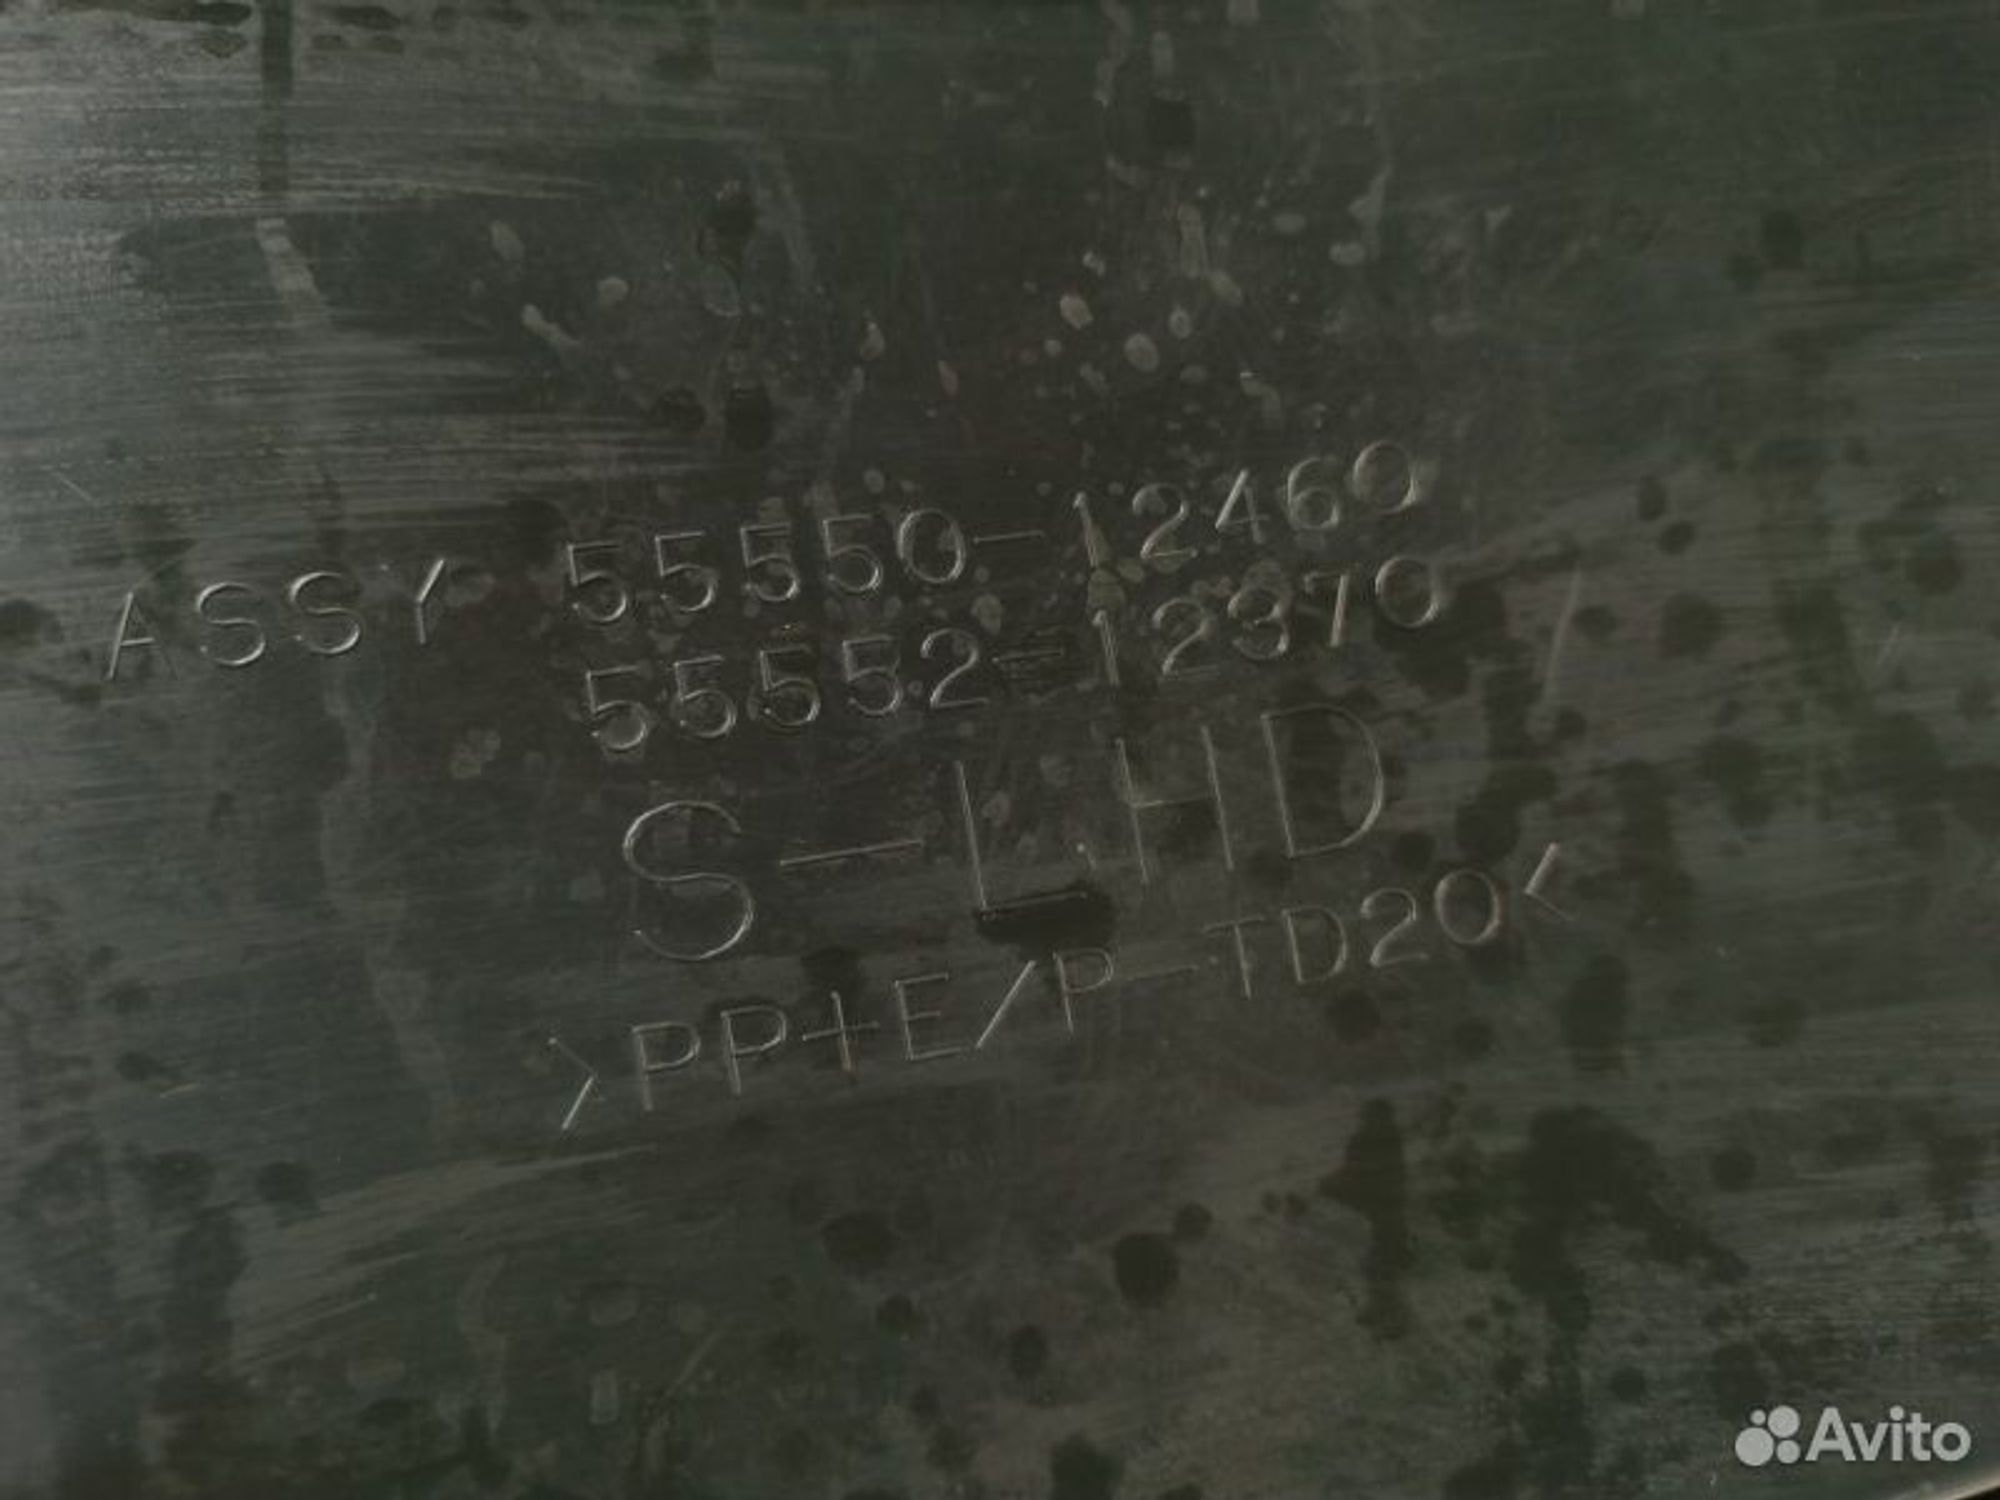 ASSY 55550-12460
55552-12370
S-LHD
>PP+E/P-TD20<
Avito